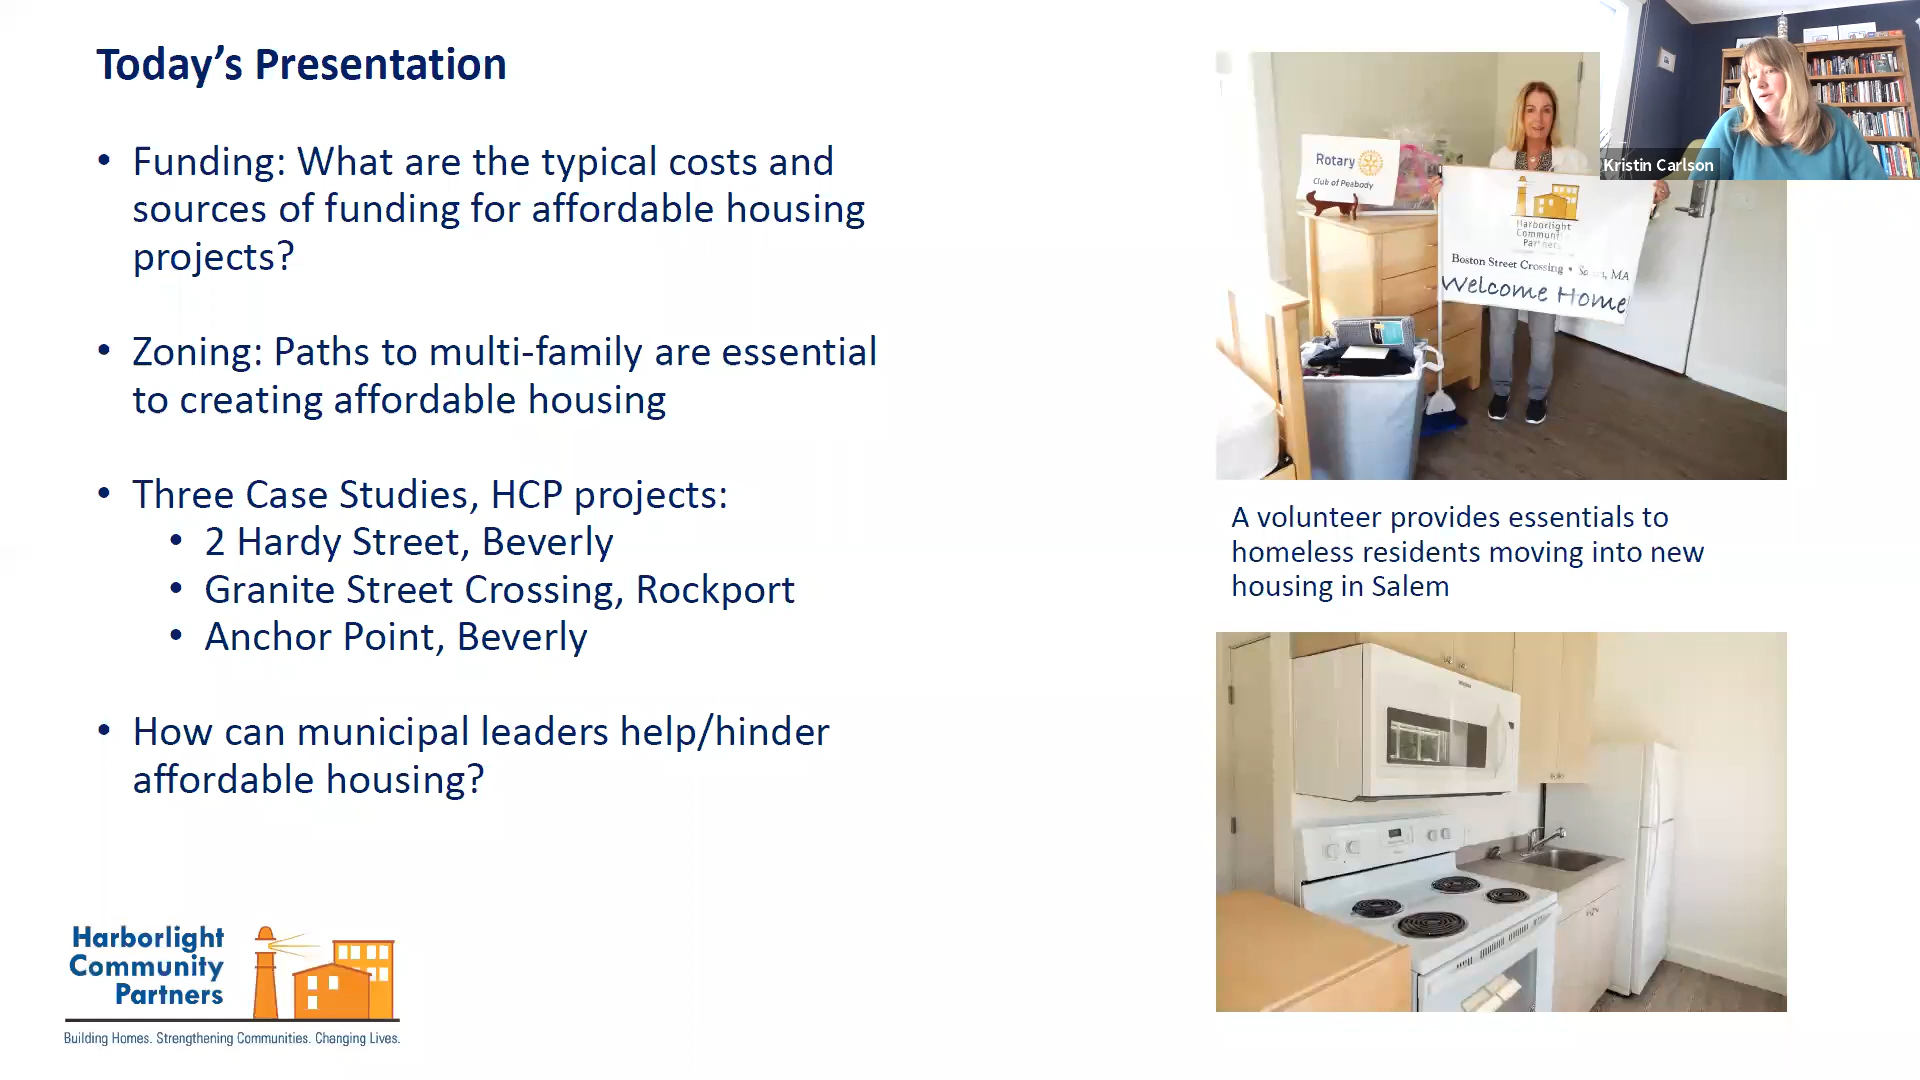 Today's Presentation
• Funding: What are the typical costs and
sources of funding for affordable housing
projects?
• Zoning: Paths to multi-family are essential
to creating affordable housing
• Three Case Studies, HCP projects:
• 2 Hardy Street, Beverly
• Granite Street Crossing, Rockport
• Anchor Point, Beverly
• How can municipal leaders help/hinder
affordable housing?
Harborlight
Community
Partners
Building Homes. Strengthening Communities. Changing Lives.
Kristin Carlson
Rotary
Club of Peabody
Harborlight
Partners
Boston Street Crossing • MA
Welcome Home!
A volunteer provides essentials to
homeless residents moving into new
housing in Salem